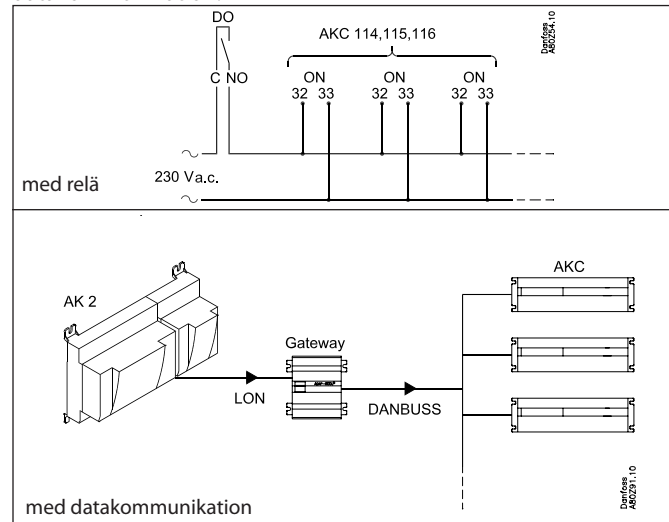 DO
AKC 114,115,116
Danfoss
A80Z54.10
C NO
ON ON ON
32 33 32 33 32 33
230 Va.c.
med relä
AK 2
Gateway
AKC
LON
DANBUSS
Danfoss
A80Z91.10
med datakommunikation